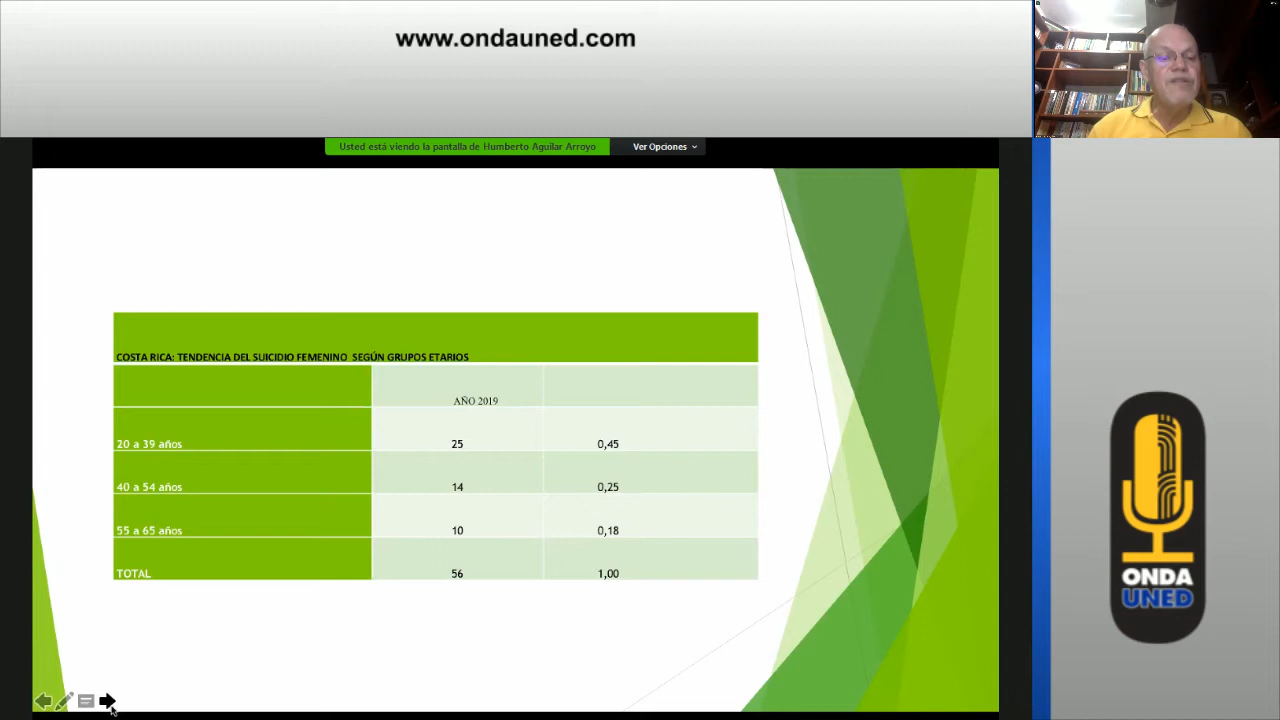 www.ondauned.com
Usted está viendo la pantalla de Humberto Aguilar Arroyo
Ver Opciones
COSTA RICA: TENDENCIA DEL SUICIDIO FEMENINO SEGÚN GRUPOS ETARIOS
AÑO 2019
20 a 39 años 25 0,45
40 a 54 años 14 0,25
55 a 65 años 10 0,18
TOTAL 56 1,00
ONDA
UNED